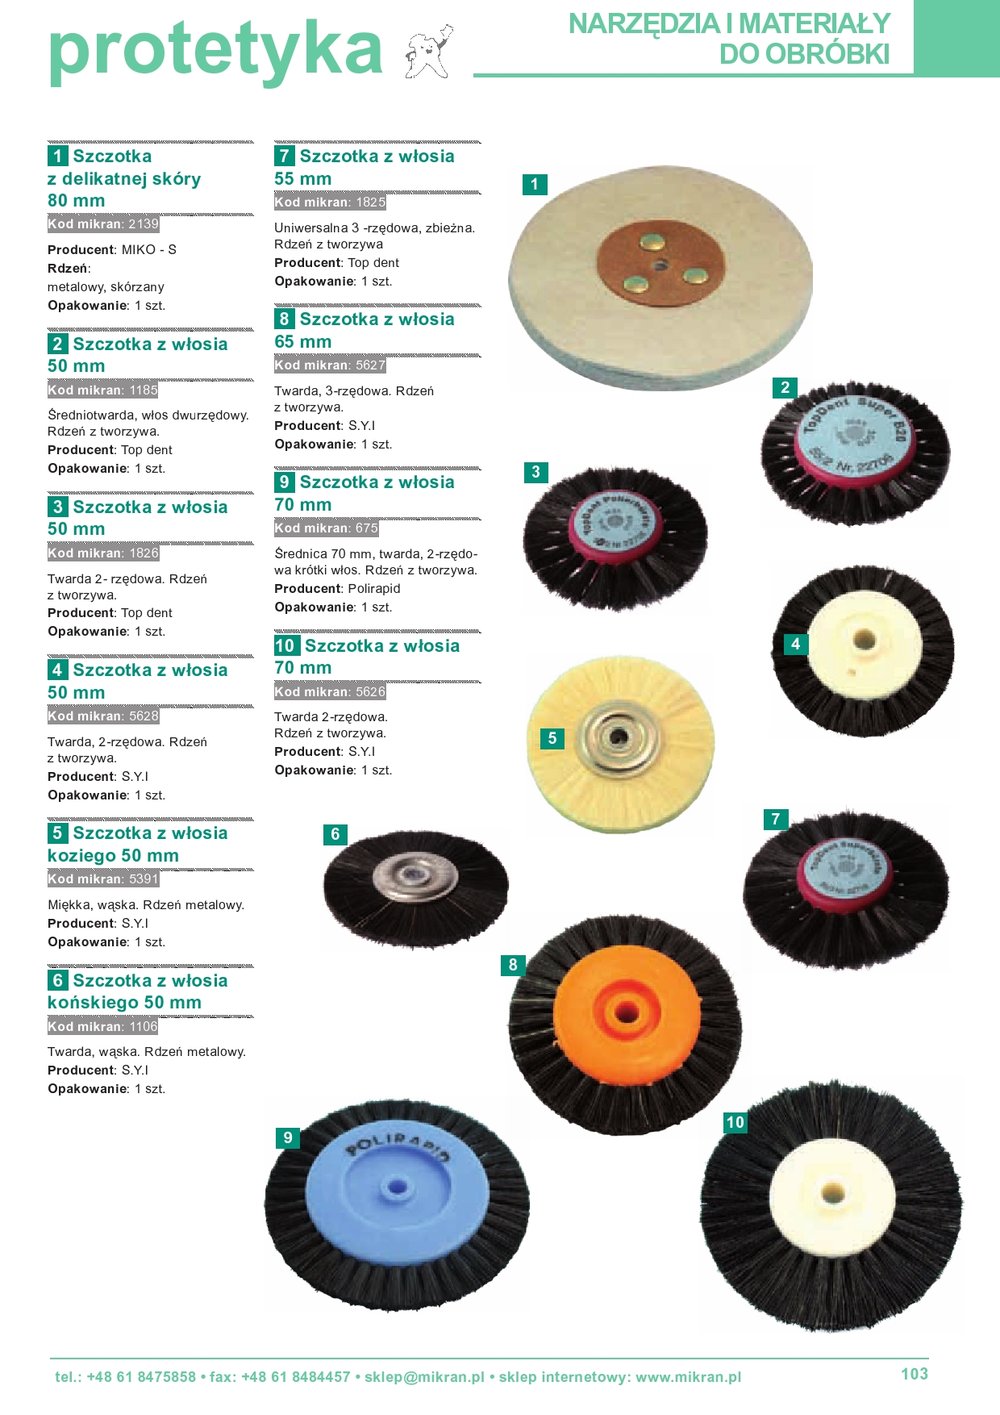 protetyka
NARZĘDZIA I MATERIAŁY
DO OBRÓBKI
1 Szczotka
z delikatnej skóry
80 mm
Kod mikran: 2139
Producent: MIKO - S
Rdzeń:
metalowy, skórzany
Opakowanie: 1 szt.
2 Szczotka z włosia
50 mm
Kod mikran: 1185
Średniotwarda, włos dwurzędowy.
Rdzeń z tworzywa.
Producent: Top dent
Opakowanie: 1 szt.
3 Szczotka z włosia
50 mm
Kod mikran: 1826
Twarda 2- rzędowa. Rdzeń
z tworzywa.
Producent: Top dent
Opakowanie: 1 szt.
4 Szczotka z włosia
50 mm
Kod mikran: 5628
Twarda, 2-rzędowa. Rdzeń
z tworzywa.
Producent: S.Y.I
Opakowanie: 1 szt.
5 Szczotka z włosia
koziego 50 mm
Kod mikran: 5391
Miękka, wąska. Rdzeń metalowy.
Producent: S.Y.I
Opakowanie: 1 szt.
6 Szczotka z włosia
końskiego 50 mm
Kod mikran: 1106
Twarda, wąska. Rdzeń metalowy.
Producent: S.Y.I
Opakowanie: 1 szt.
7 Szczotka z włosia
55 mm
Kod mikran: 1825
Uniwersalna 3 -rzędowa, zbieżna.
Rdzeń z tworzywa
Producent: Top dent
Opakowanie: 1 szt.
8 Szczotka z włosia
65 mm
Kod mikran: 5627
Twarda, 3-rzędowa. Rdzeń
z tworzywa.
Producent: S.Y.I
Opakowanie: 1 szt.
9 Szczotka z włosia
70 mm
Kod mikran: 675
Średnica 70 mm, twarda, 2-rzędo-
wa krótki włos. Rdzeń z tworzywa.
Producent: Polirapid
Opakowanie: 1 szt.
10 Szczotka z włosia
70 mm
Kod mikran: 5626
Twarda 2-rzędowa.
Rdzeń z tworzywa.
Producent: S.Y.I
Opakowanie: 1 szt.
1
2
TopDent Super B20
55/2 Nr. 22706
3
TopDent
4
5
6
7
TopDent
8
9
POLIRAPID
10
tel.: +48 61 8475858 • fax: +48 61 8484457 • sklep@mikran.pl • sklep internetowy: www.mikran.pl
103